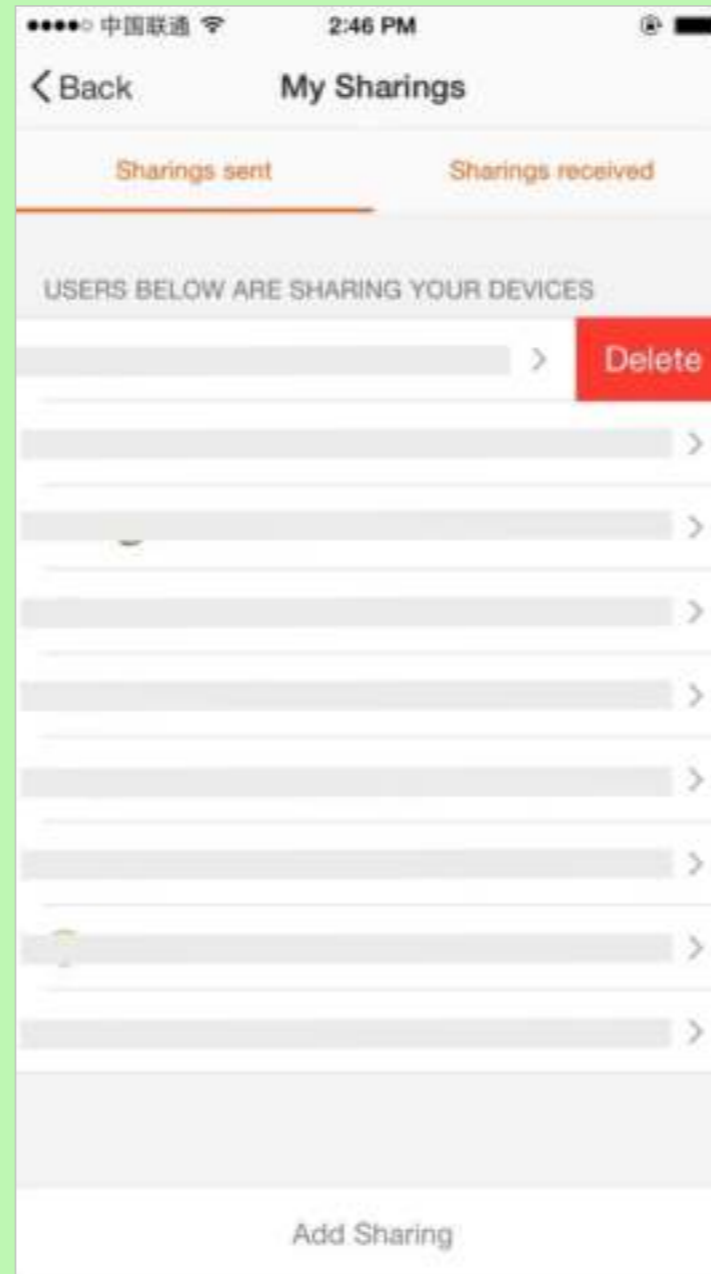 中国联通 2:46 PM
Back My Sharings
Sharings sent Sharings received
USERS BELOW ARE SHARING YOUR DEVICES
Delete
Add Sharing